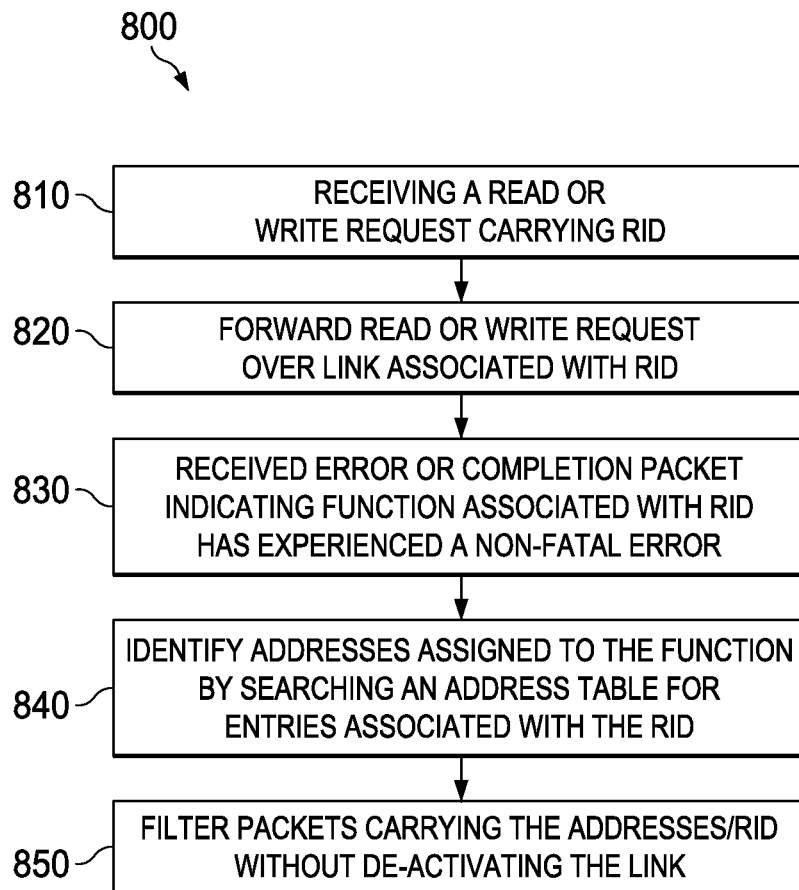 800
810
RECEIVING A READ OR
WRITE REQUEST CARRYING RID
820
FORWARD READ OR WRITE REQUEST
OVER LINK ASSOCIATED WITH RID
830
RECEIVED ERROR OR COMPLETION PACKET
INDICATING FUNCTION ASSOCIATED WITH RID
HAS EXPERIENCED A NON-FATAL ERROR
840
IDENTIFY ADDRESSES ASSIGNED TO THE FUNCTION
BY SEARCHING AN ADDRESS TABLE FOR
ENTRIES ASSOCIATED WITH THE RID
850
FILTER PACKETS CARRYING THE ADDRESSES/RID
WITHOUT DE-ACTIVATING THE LINK